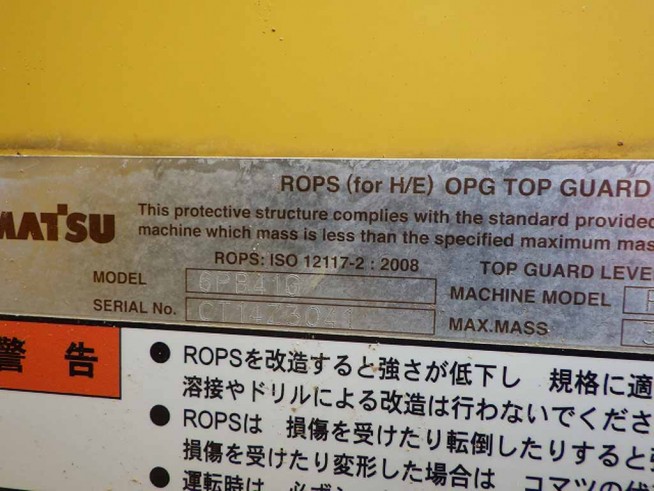 ROPS (for H/E) OPG TOP GUARD
MATSU
This protective structure complies with the standard provided
machine which mass is less than the specified maximum mas
ROPS: ISO 12117-2 : 2008
TOP GUARD LEVE
MODEL
MACHINE MODEL
SERIAL No.
MAX.MASS
警告
● ROPSを改造すると強さが低下し 規格に適
溶接やドリルによる改造は行わないでくださ
● ROPSは 損傷を受けたり転倒したりすると
損傷を受けたり変形した場合は コマツの
● 運転時は 必ず